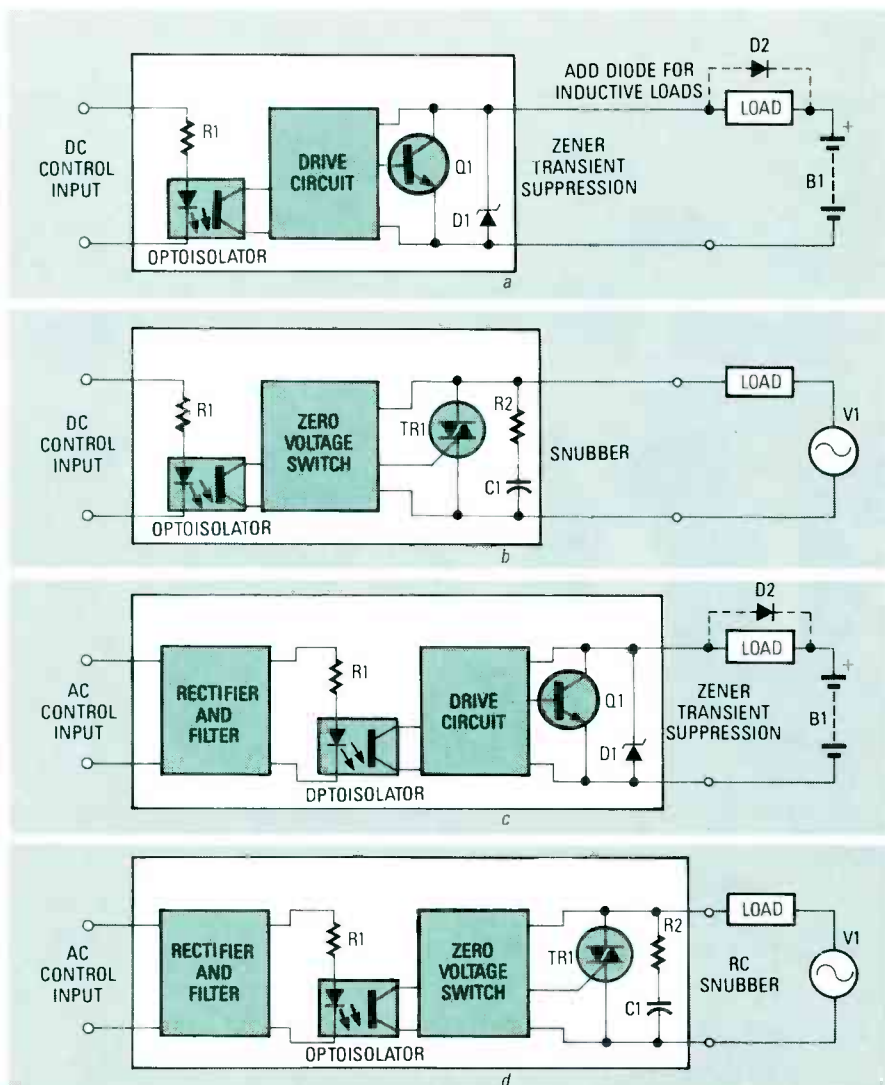 D2
ADD DIODE FOR
INDUCTIVE LOADS
LOAD
R1
DC
CONTROL
INPUT
DRIVE
CIRCUIT
Q1
ZENER
TRANSIENT
SUPPRESSION
+
B1
D1
OPTOISOLATOR
a
LOAD
R1
DC
CONTROL
INPUT
ZERO
VOLTAGE
SWITCH
TR1
R2
SNUBBER
V1
C1
OPTOISOLATOR
b
D2
LOAD
AC
CONTROL
INPUT
RECTIFIER
AND
FILTER
R1
DRIVE
CIRCUIT
Q1
ZENER
TRANSIENT
SUPPRESSION
+
B1
D1
OPTOISOLATOR
c
LOAD
AC
CONTROL
INPUT
RECTIFIER
AND
FILTER
R1
ZERO
VOLTAGE
SWITCH
TR1
R2
RC
SNUBBER
V1
C1
OPTOISOLATOR
d